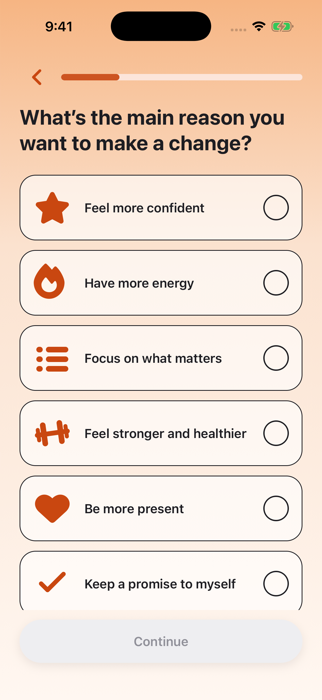 9:41
What's the main reason you
want to make a change?
Feel more confident
Have more energy
Focus on what matters
Feel stronger and healthier
Be more present
Keep a promise to myself
Continue